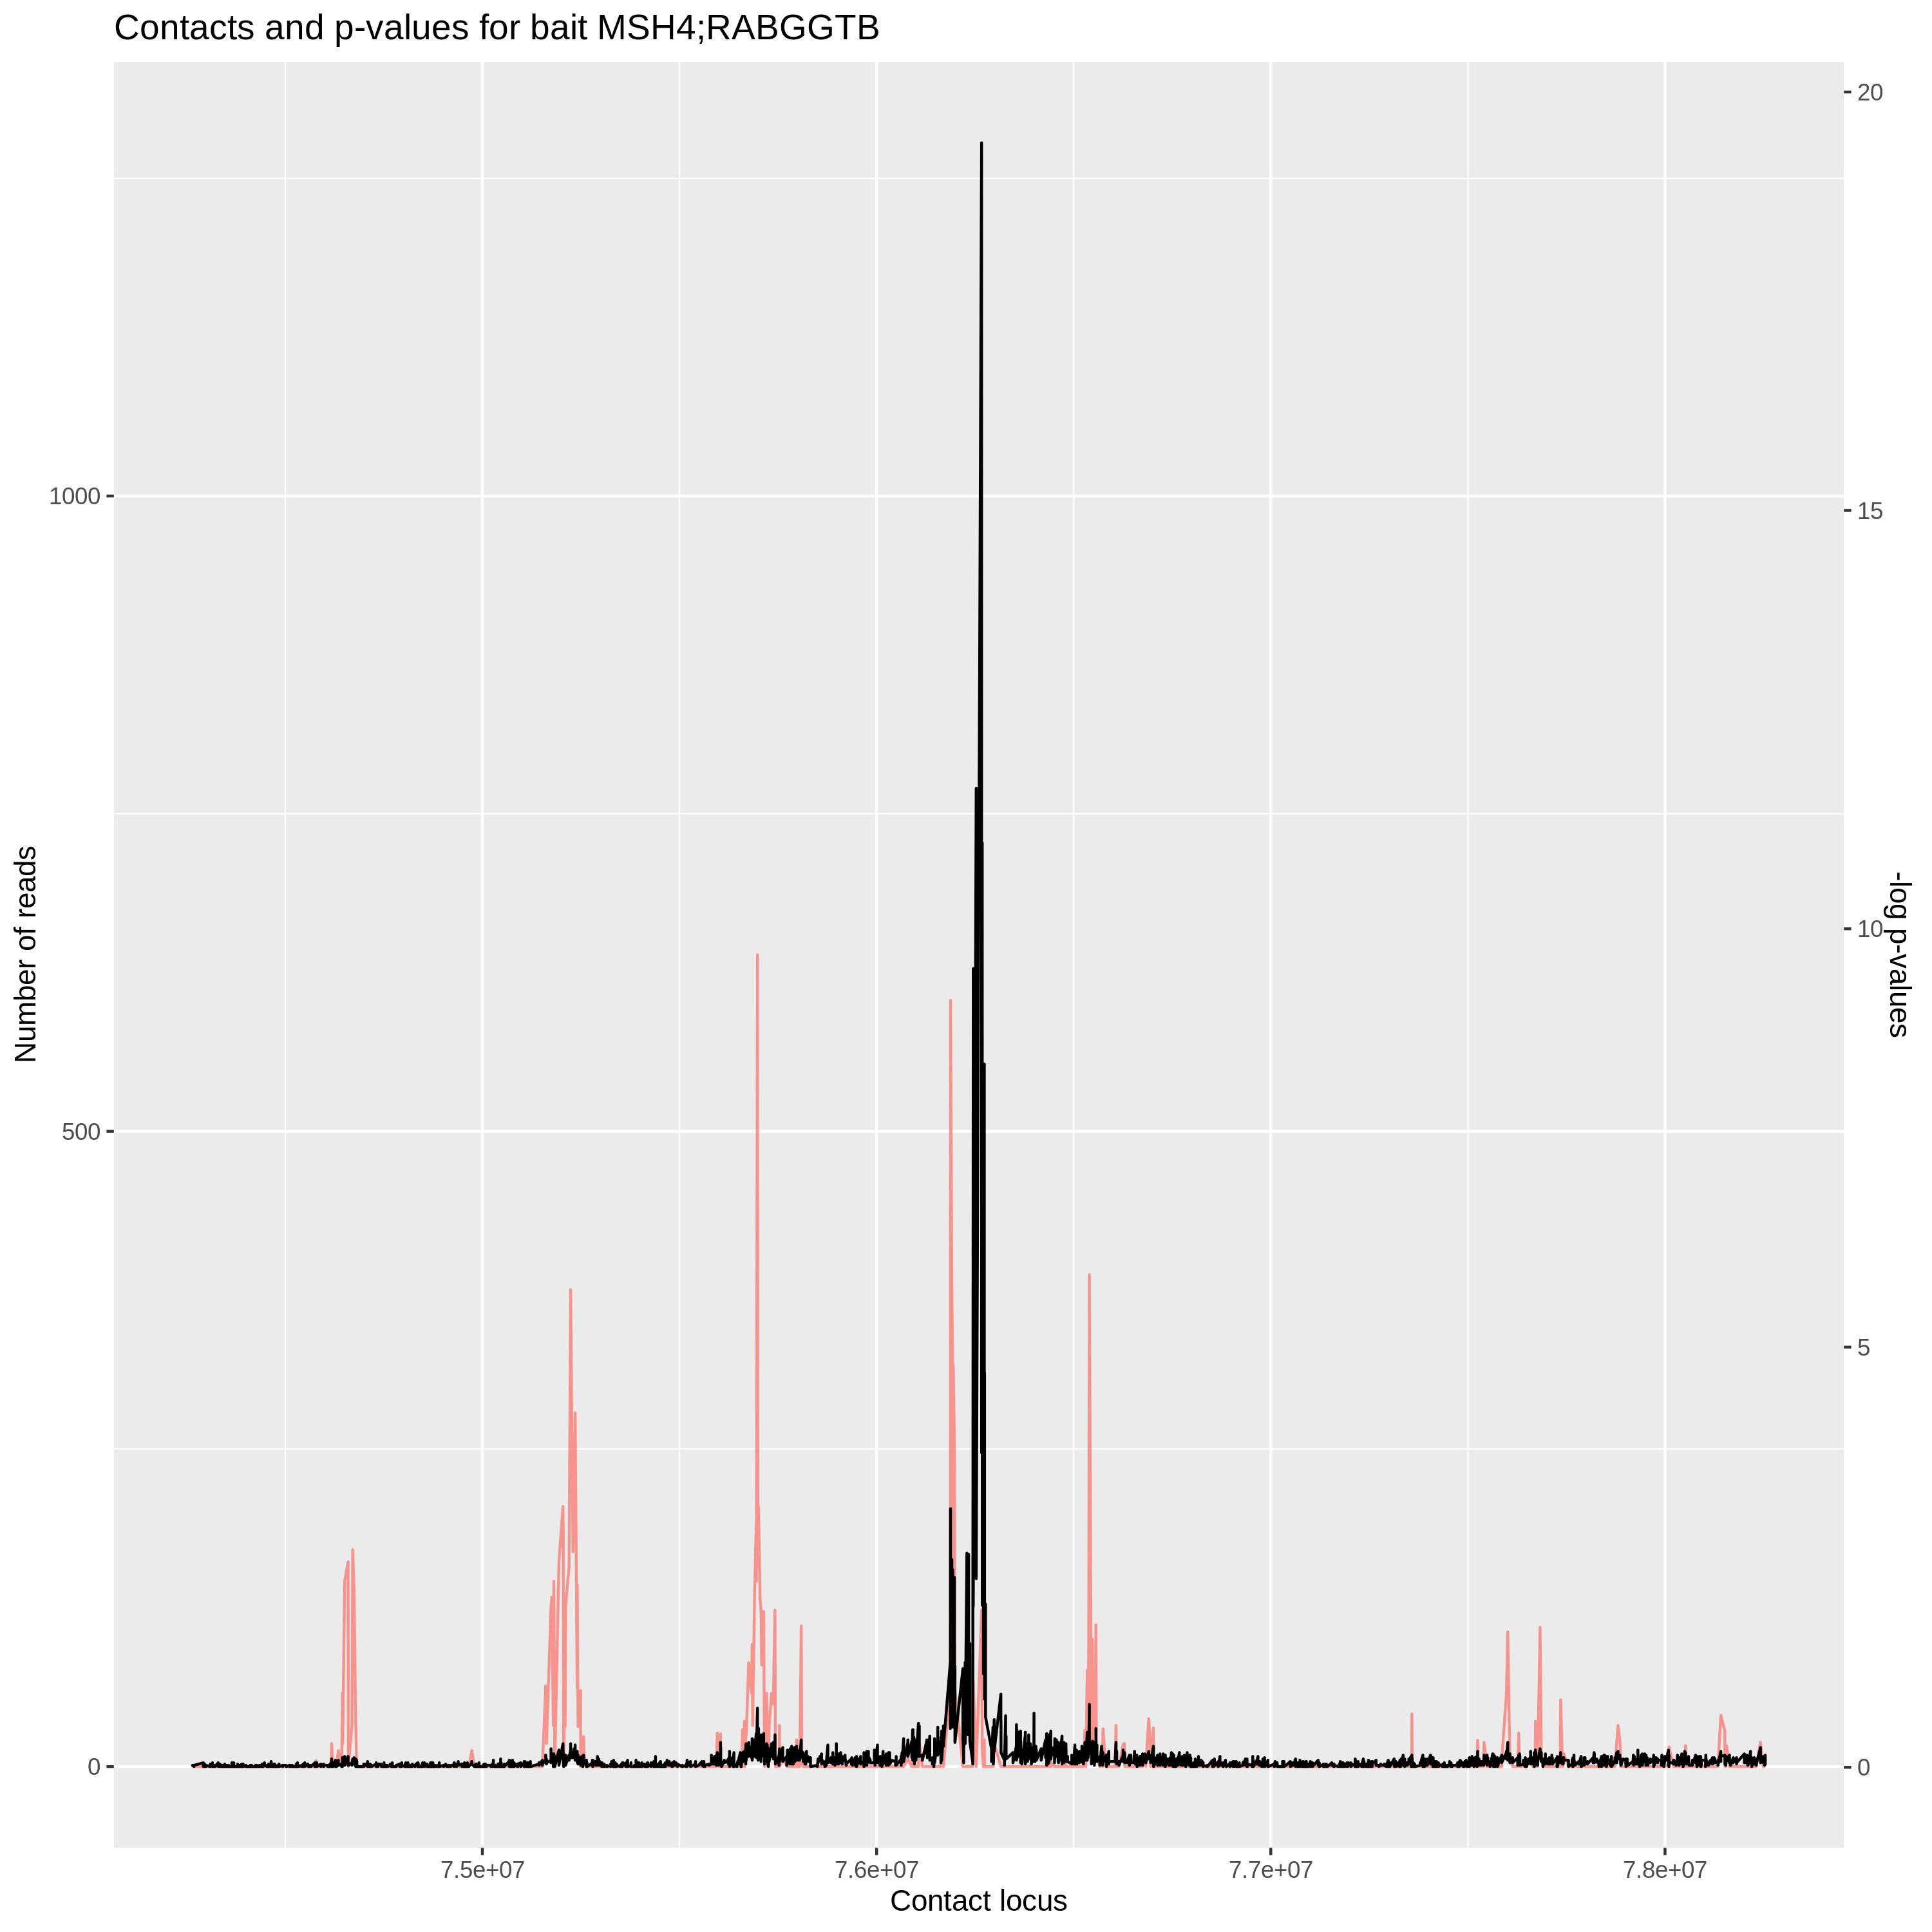 Contacts and p-values for bait MSH4;RABGGTB
Number of reads
1000
500
0
20
15
10
5
0
-log p-values
7.5e+07 7.6e+07 7.7e+07 7.8e+07
Contact locus